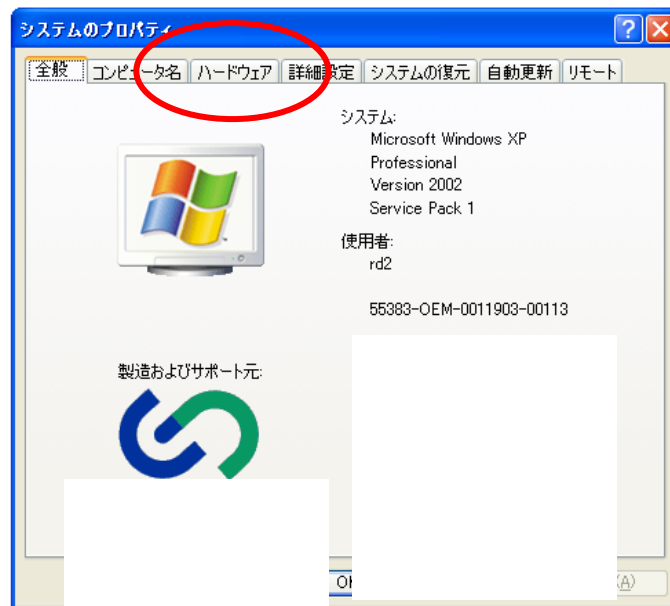 システムのプロパティ
全般 コンピュータ名 ハードウェア 詳細設定 システムの復元 自動更新 リモート
システム:
Microsoft Windows XP
Professional
Version 2002
Service Pack 1
使用者:
rd2
55383-OEM-0011903-00113
製造およびサポート元:
(A)